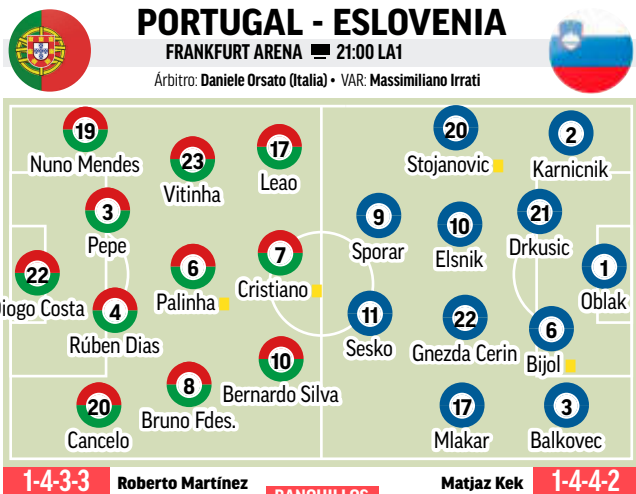 PORTUGAL - ESLOVENIA
FRANKFURT ARENA 21:00 LA1
Árbitro: Daniele Orsato (Italia) • VAR: Massimiliano Irrati
19
Nuno Mendes
23
Vitinha
17
Leao
3
Pepe
22
iogo Costa
6
Palinha
7
Cristiano
4
Rúben Dias
20
Cancelo
8
Bruno Fdes.
10
Bernardo Silva
20
Stojanovic
2
Karnicnik
9
Sporar
10
Elsnik
21
Drkusic
1
Oblak
11
Sesko
22
Gnezda Cerin
6
Bijol
17
Mlakar
3
Balkovec
1-4-3-3 Roberto Martínez
Matjaz Kek 1-4-4-2
BANQUILLOS